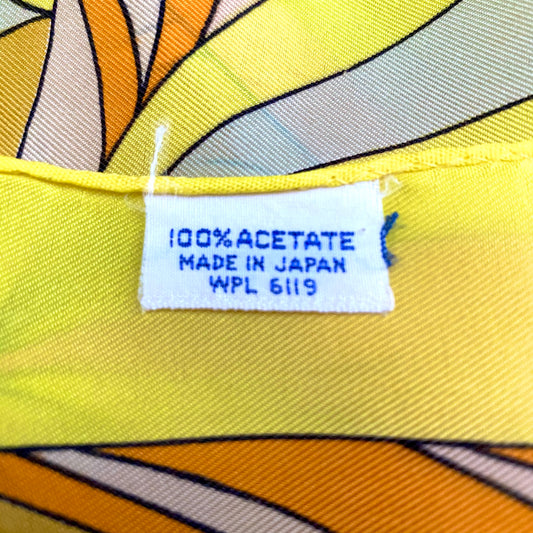 100% ACETATE
MADE IN JAPAN
WPL 6119